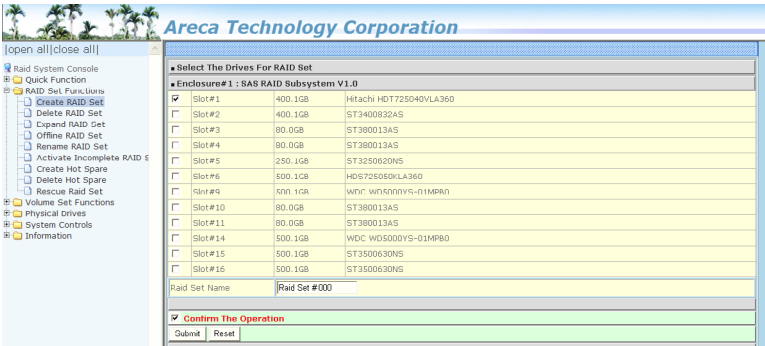 Areca Technology Corporation
|open all|close all|
Raid System Console
Quick Function
RAID Set Functions
Create RAID Set
Delete RAID Set
Expand RAID Set
Offline RAID Set
Rename RAID Set
Activate Incomplete RAID S
Create Hot Spare
Delete Hot Spare
Rescue Raid Set
Volume Set Functions
Physical Drives
System Controls
Information
Select The Drives For RAID Set
Enclosure#1 : SAS RAID Subsystem V1.0
Slot#1 400.1GB Hitachi HDT725040VLA360
Slot#2 400.1GB ST3400832AS
Slot#3 80.0GB ST380013AS
Slot#4 80.0GB ST380013AS
Slot#5 250.1GB ST3250620NS
Slot#6 500.1GB HDS725050KLA360
Slot#9 500.1GB WDC WD5000YS-01MPB0
Slot#10 80.0GB ST380013AS
Slot#11 80.0GB ST380013AS
Slot#14 500.1GB WDC WD5000YS-01MPB0
Slot#15 500.1GB ST3500630NS
Slot#16 500.1GB ST3500630NS
Raid Set Name Raid Set #000
Confirm The Operation
Submit Reset